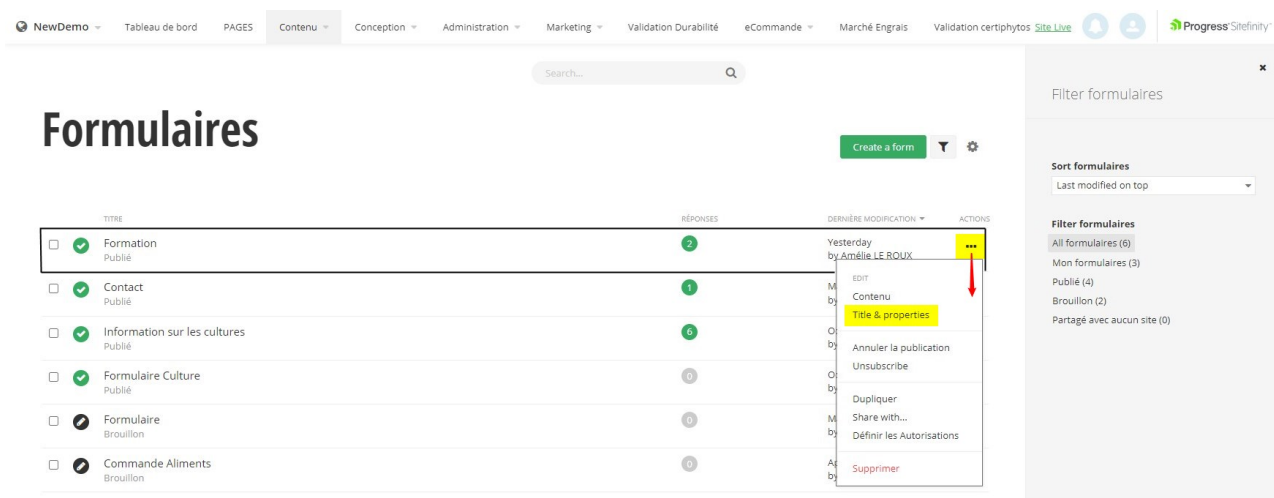 NewDemo Tableau de bord PAGES Contenu Conception Administration Marketing Validation Durabilité eCommande Marché Engrais Validation certiphytos Site Live Progress Sitefinity
Search...
Filter formulaires
Formulaires
Create a form
Sort formulaires
Last modified on top
TITRE RÉPONSES DERNIÈRE MODIFICATION ACTIONS
Filter formulaires
Formation 2 Yesterday
Publié by Amélie LE ROUX
All formulaires (6)
Mon formulaires (3)
Publié (4)
Brouillon (2)
Partagé avec aucun site (0)
Contact 1
Publié
Information sur les cultures 6
Publié
Formulaire Culture 0
Publié
Formulaire 0
Brouillon
Commande Aliments 0
Brouillon
EDIT
Contenu
Title & properties
Annuler la publication
Unsubscribe
Dupliquer
Share with...
Définir les Autorisations
Supprimer